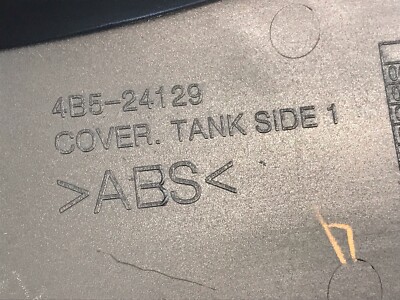 4B5-24129
COVER. TANK SIDE 1
>ABS<